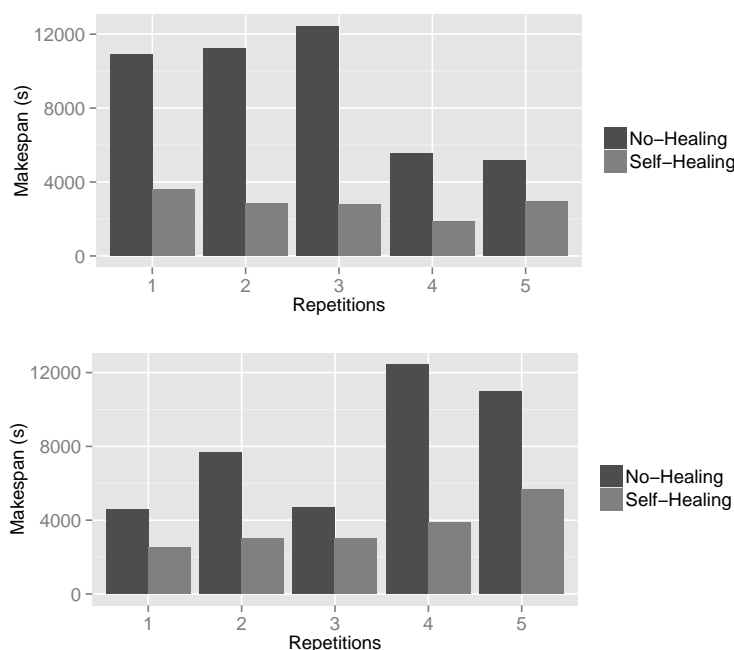 12000
8000
4000
0
Makespan (s)
1 2 3 4 5
Repetitions
No−Healing
Self−Healing
12000
8000
4000
0
Makespan (s)
1 2 3 4 5
Repetitions
No−Healing
Self−Healing